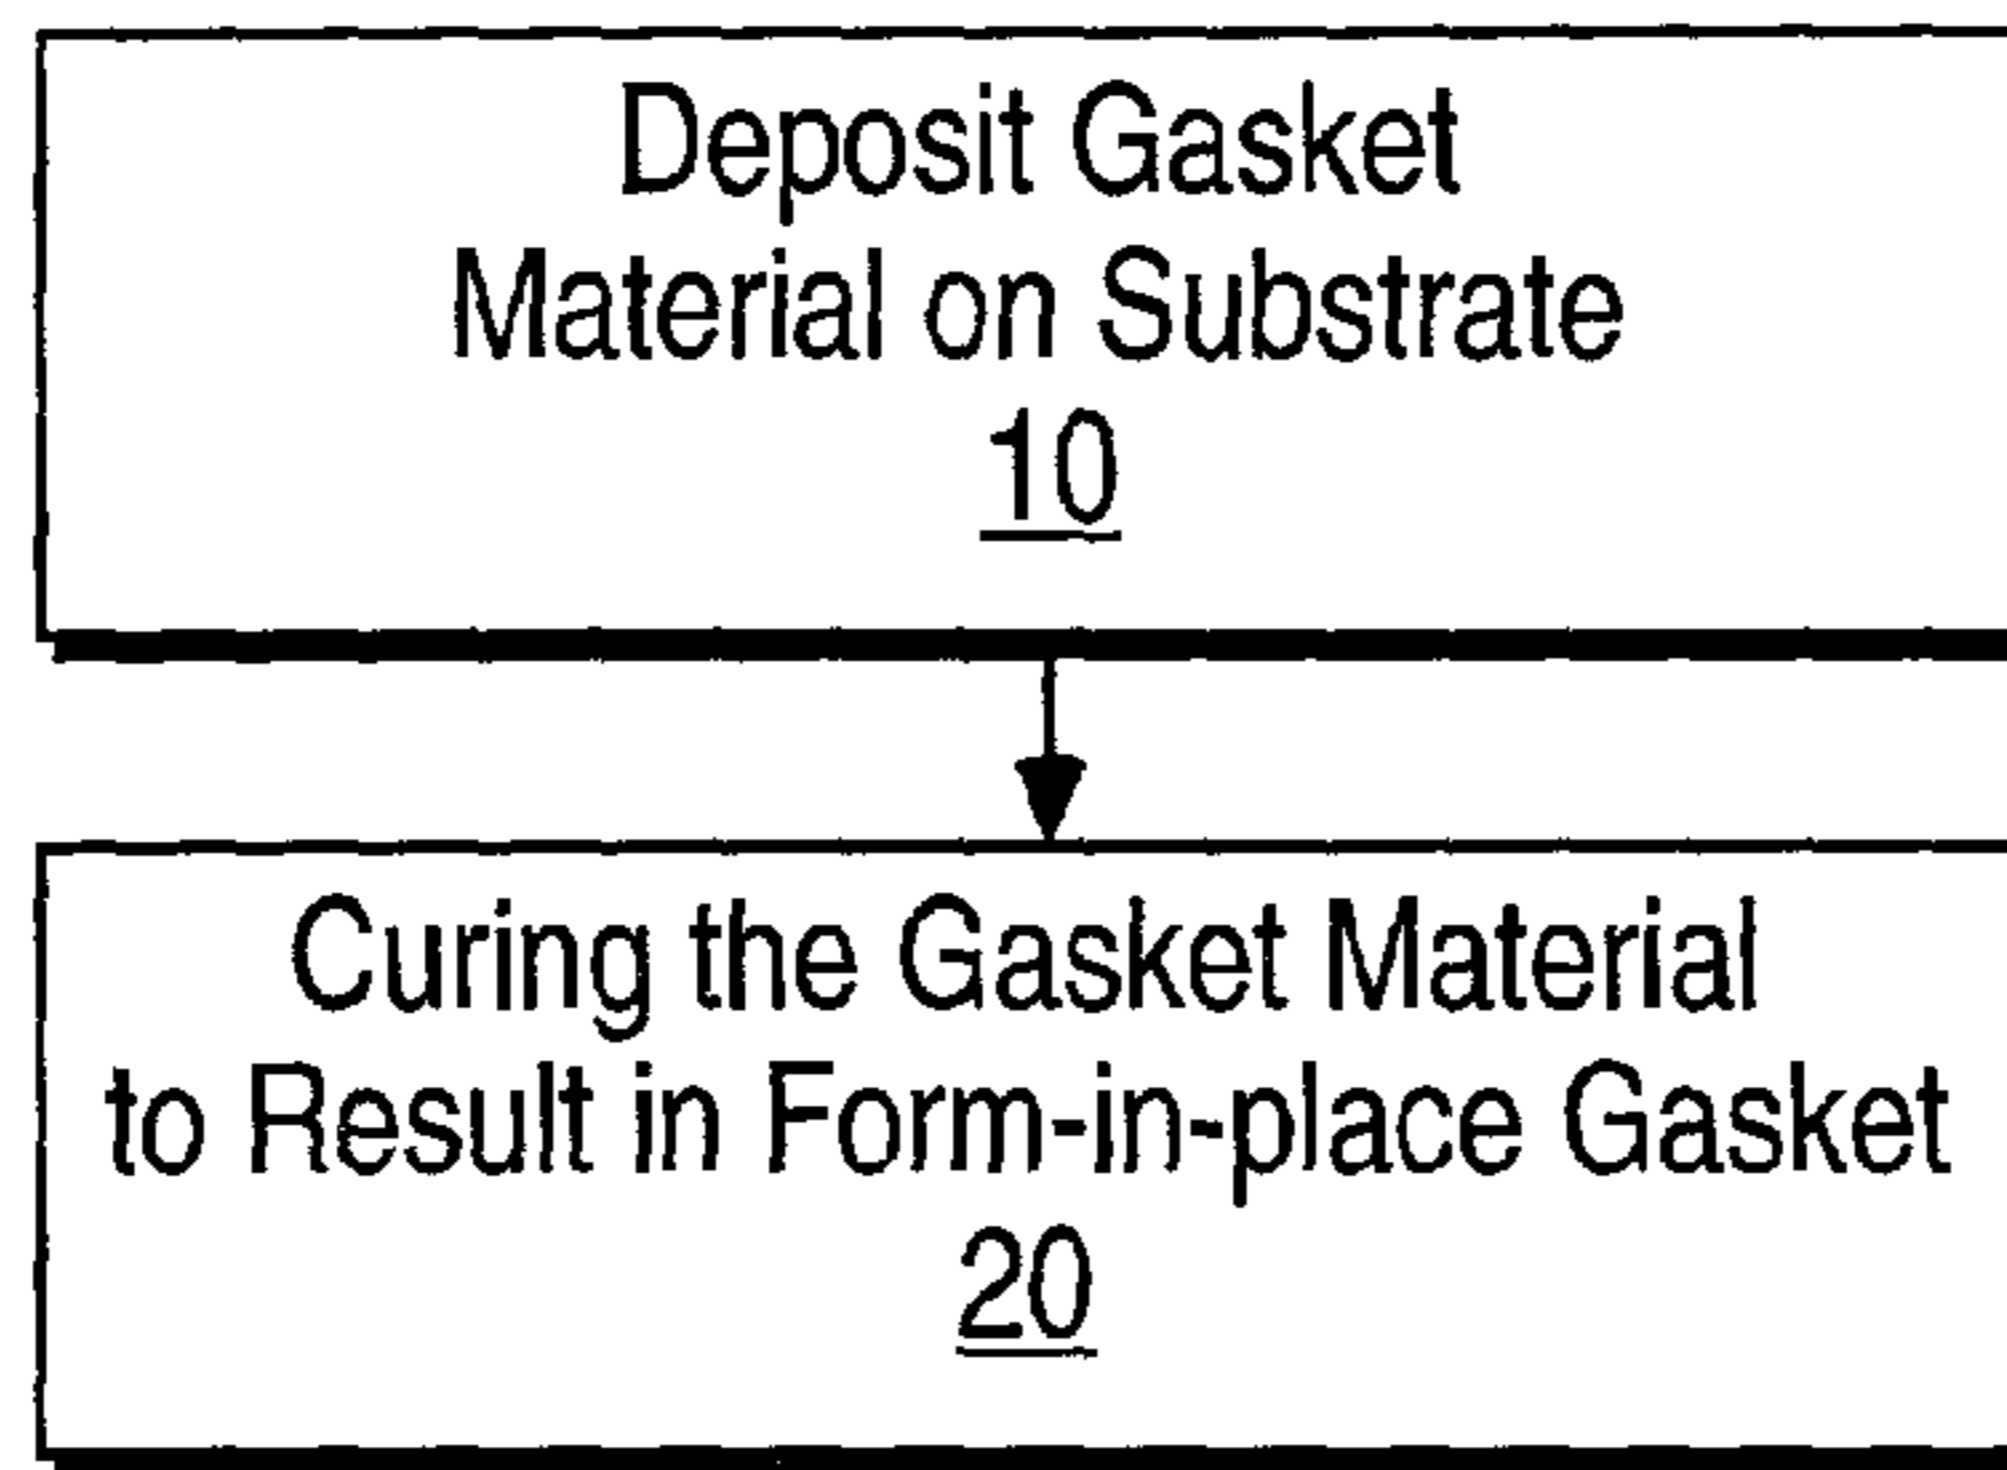 Deposit Gasket
Material on Substrate
10
Curing the Gasket Material
to Result in Form-in-place Gasket
20